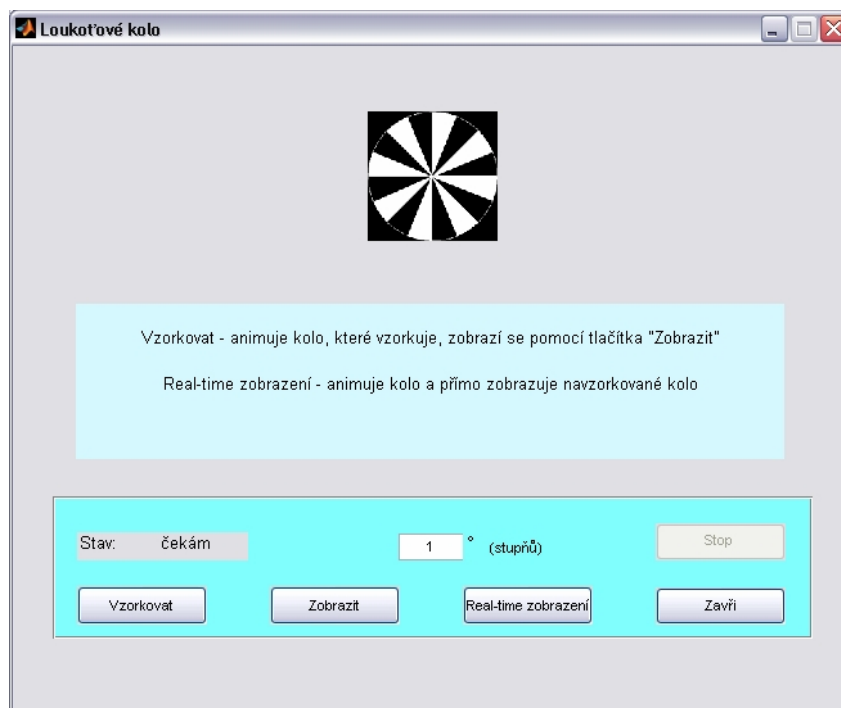 Loukoťové kolo
Vzorkovat - animuje kolo, které vzorkuje, zobrazí se pomocí tlačítka "Zobrazit"
Real-time zobrazení - animuje kolo a přímo zobrazuje navzorkované kolo
Stav: čekám 1 ° (stupňů) Stop
Vzorkovat Zobrazit Real-time zobrazení Zavři